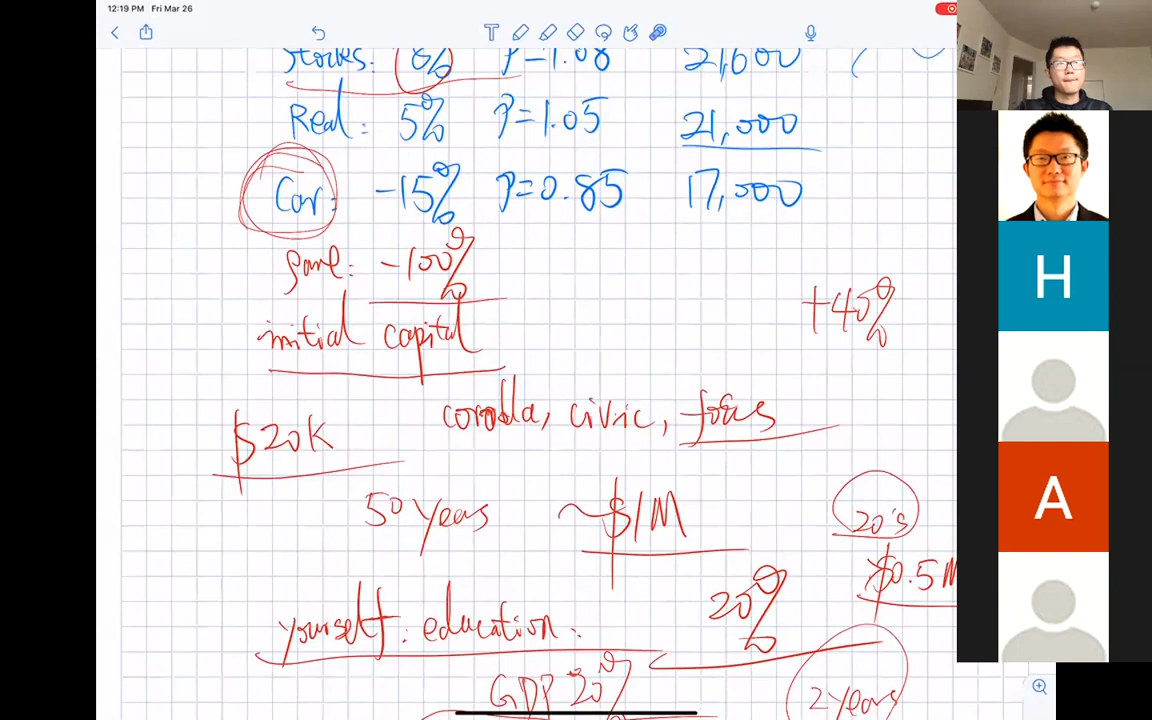 12:19 PM Fri Mar 26
Stocks: 8% P=1.08 21,600
Real: 5% P=1.05 21,000
Car: -15% P=0.85 17,000
-100%
initial capital
+40%
corolla, civic, focus
$20K
50 years ~$1M
20's
$0.5M
20%
yourself: education:
GDP 20%
2 years
H
A